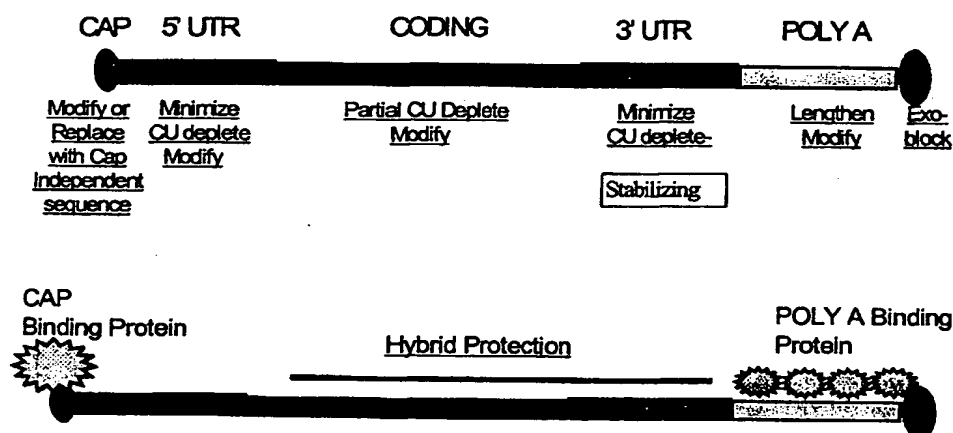 CAP 5' UTR CODING 3' UTR POLY A
Modify or Replace with Cap Independent sequence
Minimize CU deplete Modify
Partial CU Deplete Modify
Minimize CU deplete-
Stabilizing
Lengthen Modify
Exo-block
CAP
Binding Protein
Hybrid Protection
POLY A Binding
Protein